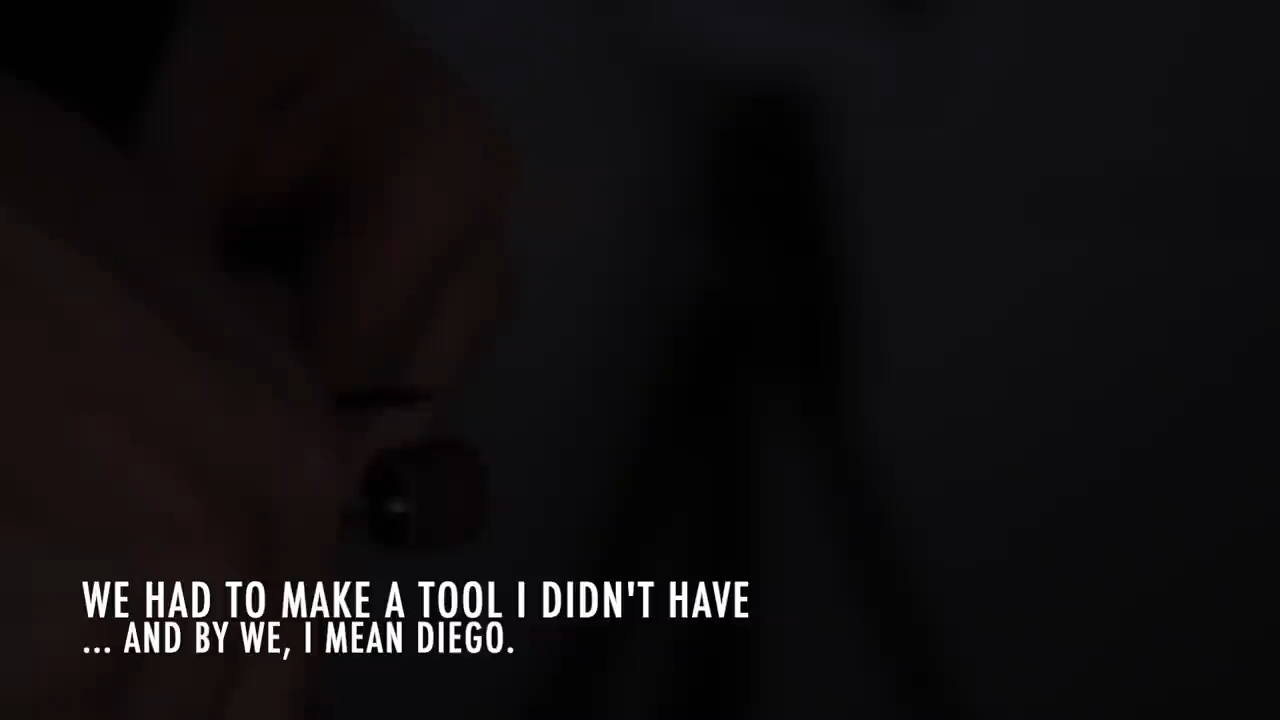 WE HAD TO MAKE A TOOL I DIDN'T HAVE
... AND BY WE, I MEAN DIEGO.